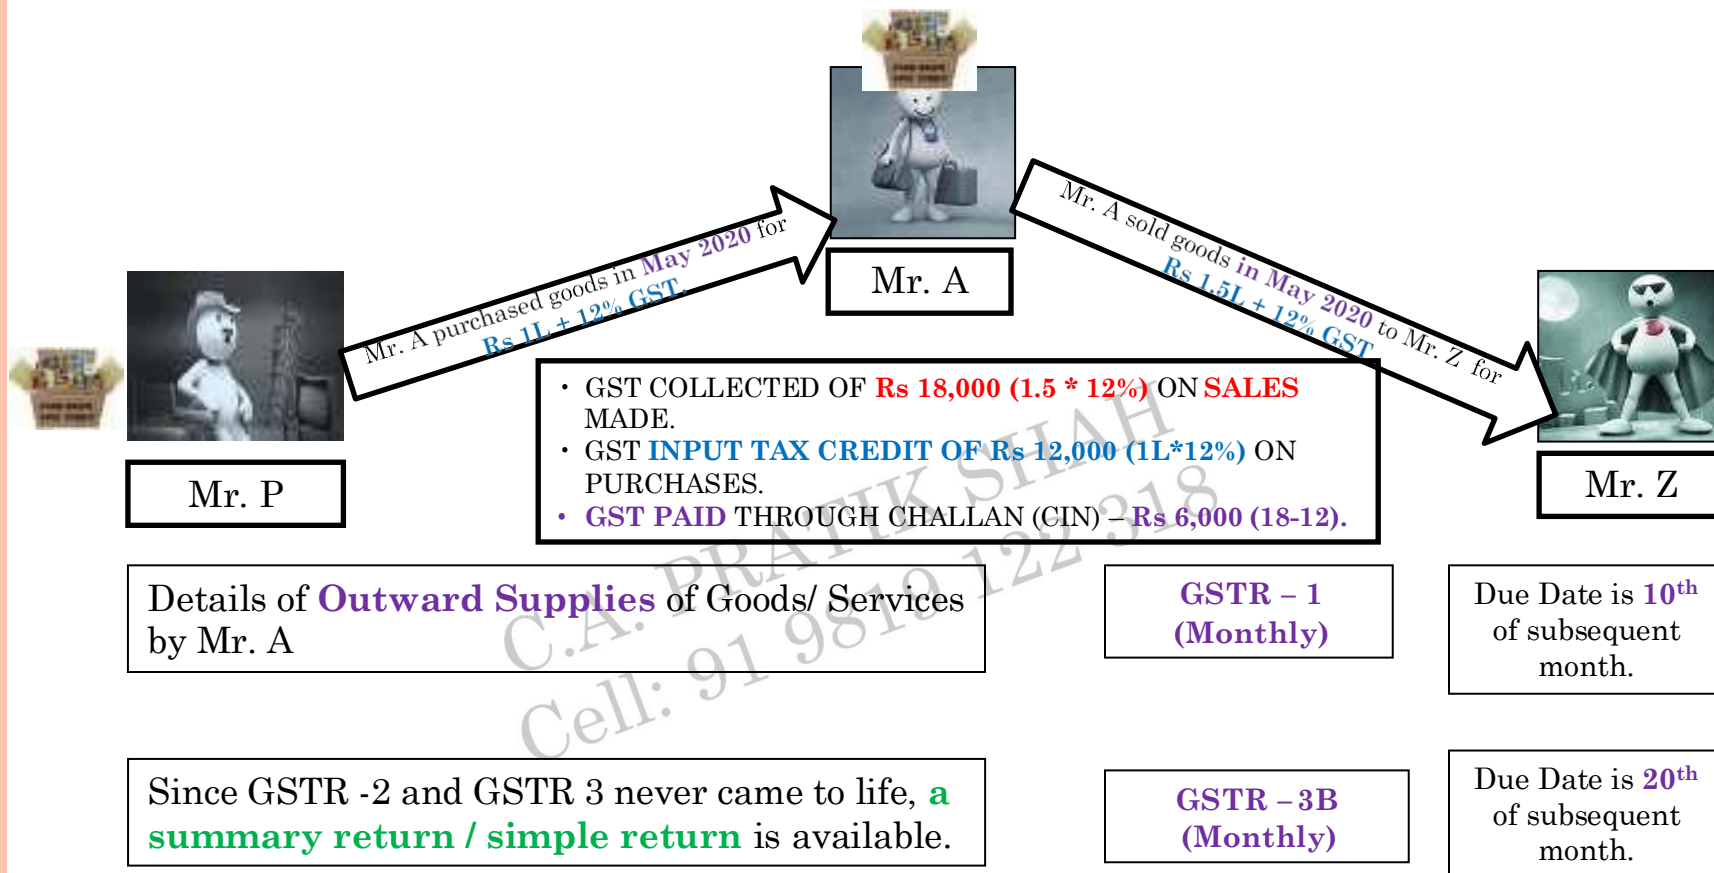 Mr. A
Mr. A purchased goods in May 2020 for
Rs 1L + 12% GST.
Mr. A sold goods in May 2020 to Mr. Z for
Rs 1.5L + 12% GST
Mr. P
Mr. Z
• GST COLLECTED OF Rs 18,000 (1.5 * 12%) ON SALES
MADE.
• GST INPUT TAX CREDIT OF Rs 12,000 (1L*12%) ON
PURCHASES.
• GST PAID THROUGH CHALLAN (CIN) – Rs 6,000 (18-12).
C.A. PRATIK SHAH
Cell: 91 9819 122 318
Details of Outward Supplies of Goods/ Services
by Mr. A
GSTR – 1
(Monthly)
Due Date is 10th
of subsequent
month.
Since GSTR -2 and GSTR 3 never came to life, a
summary return / simple return is available.
GSTR – 3B
(Monthly)
Due Date is 20th
of subsequent
month.